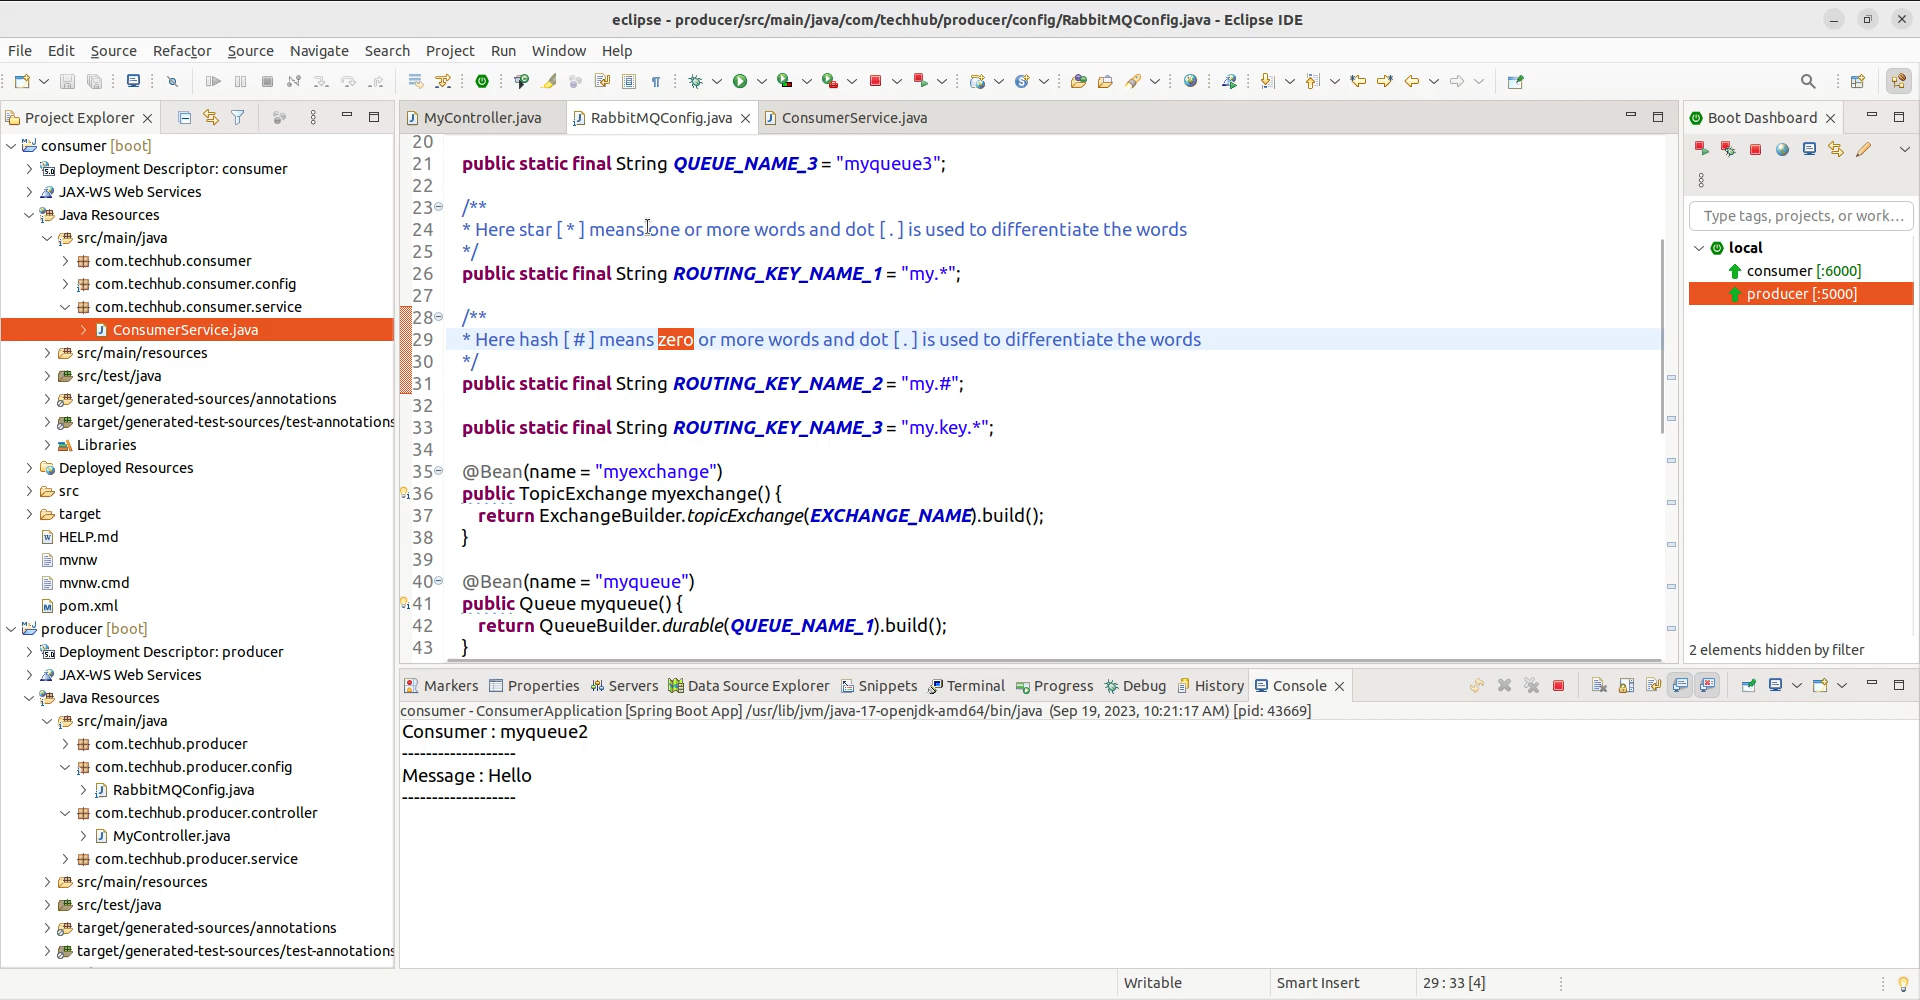 eclipse - producer/src/main/java/com/techhub/producer/config/RabbitMQConfig.java - Eclipse IDE
File Edit Source Refactor Source Navigate Search Project Run Window Help
Project Explorer
consumer [boot]
Deployment Descriptor: consumer
JAX-WS Web Services
Java Resources
src/main/java
com.techhub.consumer
com.techhub.consumer.config
com.techhub.consumer.service
ConsumerService.java
src/main/resources
src/test/java
target/generated-sources/annotations
target/generated-test-sources/test-annotations
Libraries
Deployed Resources
src
target
HELP.md
mvnw
mvnw.cmd
pom.xml
producer [boot]
Deployment Descriptor: producer
JAX-WS Web Services
Java Resources
src/main/java
com.techhub.producer
com.techhub.producer.config
RabbitMQConfig.java
com.techhub.producer.controller
MyController.java
com.techhub.producer.service
src/main/resources
src/test/java
target/generated-sources/annotations
target/generated-test-sources/test-annotations
MyController.java RabbitMQConfig.java ConsumerService.java
20
21 public static final String QUEUE_NAME_3 = "myqueue3";
22
23 /**
24 * Here star [ * ] means one or more words and dot [ . ] is used to differentiate the words
25 */
26 public static final String ROUTING_KEY_NAME_1 = "my.*";
27
28 /**
29 * Here hash [ # ] means zero or more words and dot [ . ] is used to differentiate the words
30 */
31 public static final String ROUTING_KEY_NAME_2 = "my.#";
32
33 public static final String ROUTING_KEY_NAME_3 = "my.key.*";
34
35 @Bean(name = "myexchange")
36 public TopicExchange myexchange() {
37 return ExchangeBuilder.topicExchange(EXCHANGE_NAME).build();
38 }
39
40 @Bean(name = "myqueue")
41 public Queue myqueue() {
42 return QueueBuilder.durable(QUEUE_NAME_1).build();
43 }
Boot Dashboard
Type tags, projects, or work...
local
consumer [:6000]
producer [:5000]
2 elements hidden by filter
Markers Properties Servers Data Source Explorer Snippets Terminal Progress Debug History Console
consumer - ConsumerApplication [Spring Boot App] /usr/lib/jvm/java-17-openjdk-amd64/bin/java (Sep 19, 2023, 10:21:17 AM) [pid: 43669]
Consumer : myqueue2
-------------------
Message : Hello
-------------------
Writable Smart Insert 29 : 33 [4]